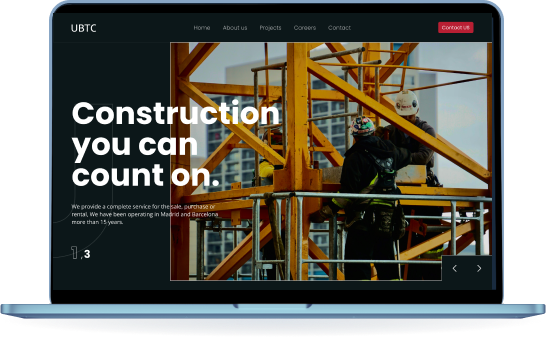 UBTC
Home About us Projects Careers Contact
Contact US
Construction
you can
count on.
We provide a complete service for the sale, purchase or
rental, We have been operating in Madrid and Barcelona
more than 15 years.
1 .3